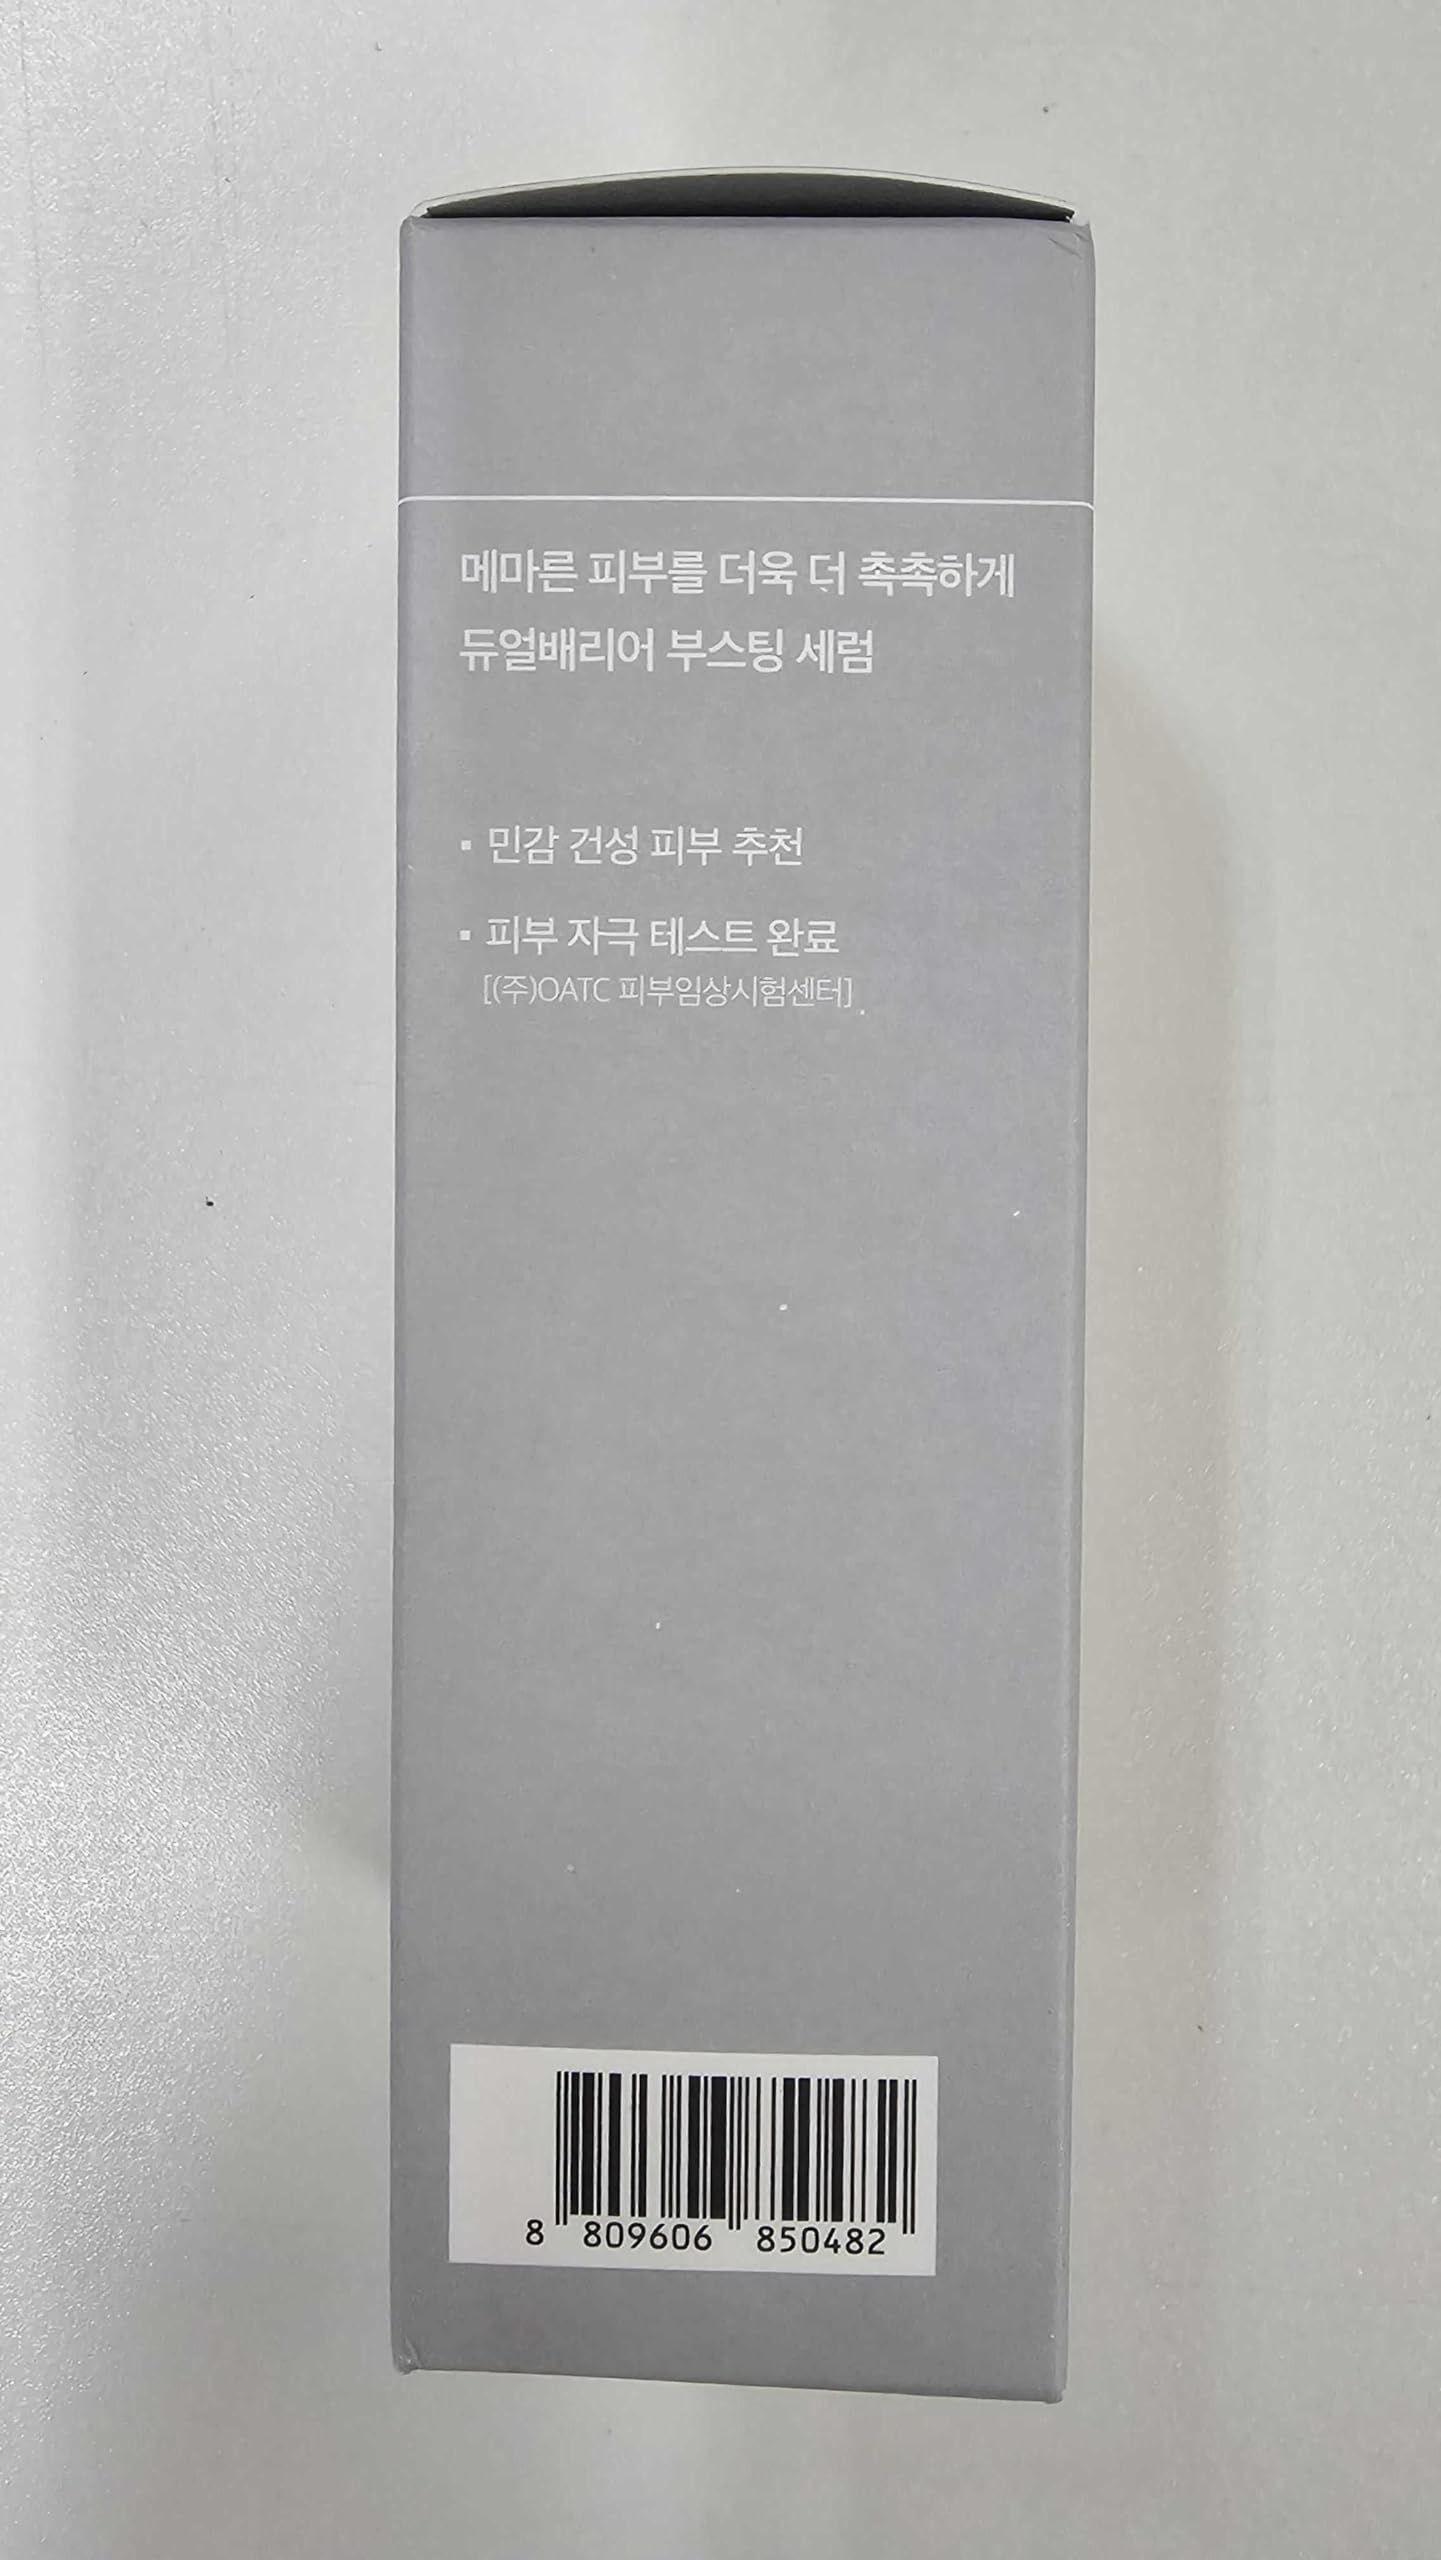 메마른 피부를 더욱 더 촉촉하게
듀얼배리어 부스팅 세럼
▪ 민감 건성 피부 추천
▪ 피부 자극 테스트 완료
[(주)OATC 피부임상시험센터]
8 809606 850482